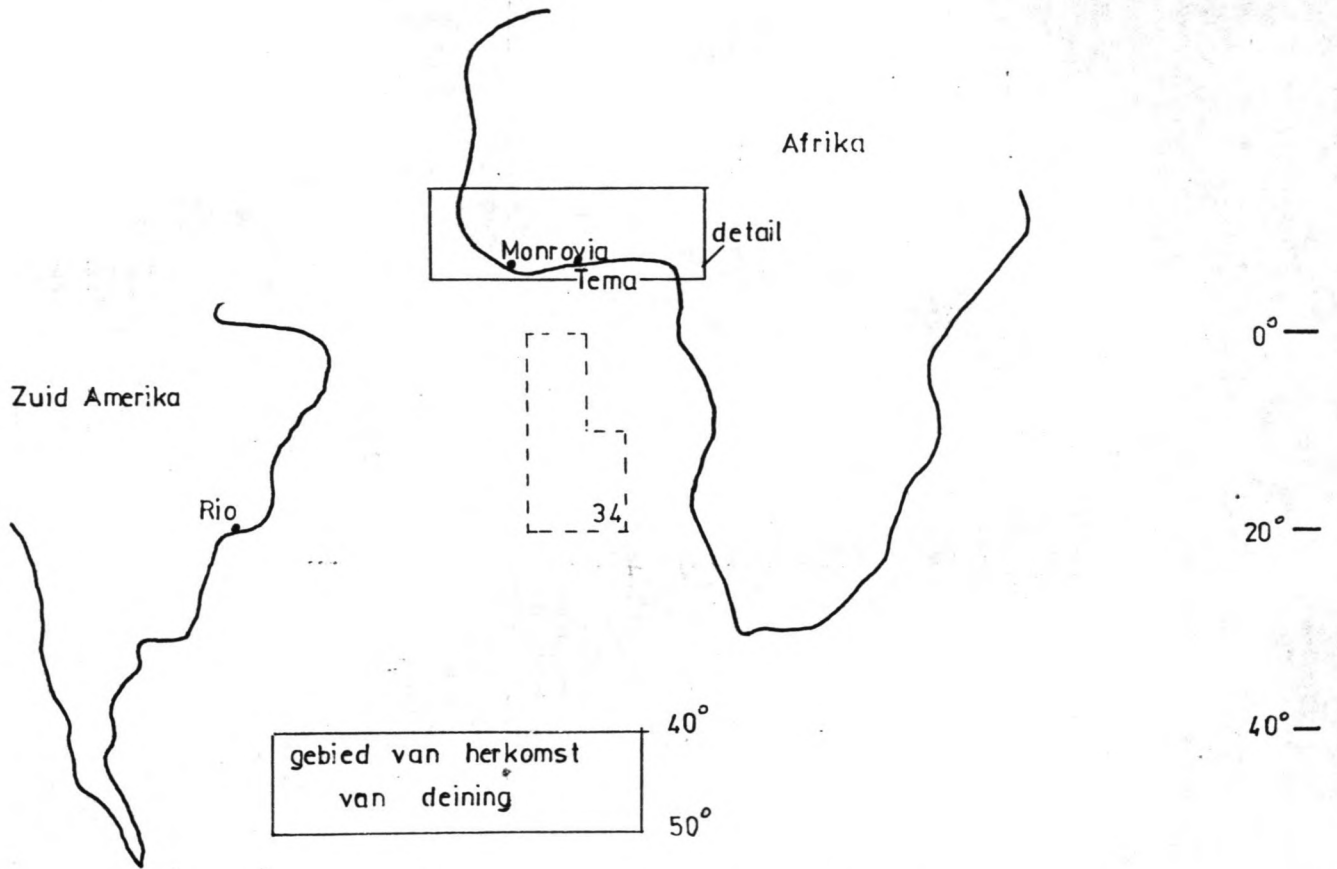 Afrika
detail
Monrovia
Tema
0°
Zuid Amerika
Rio
34
20°
40°
40°
gebied van herkomst
van deining
50°